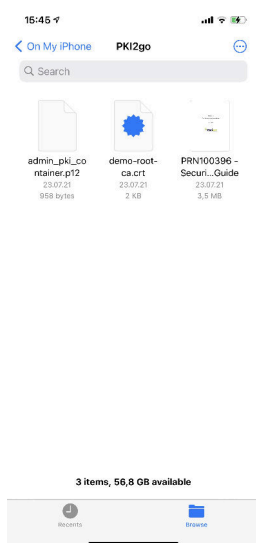 15:45
On My iPhone
PKI2go
Search
admin_pki_co
ntainer.p12
23.07.21
958 bytes
demo-root-
ca.crt
23.07.21
2 KB
PRN100396 –
Securi...Guide
23.07.21
3,5 MB
3 items, 56,8 GB available
Recents
Browse